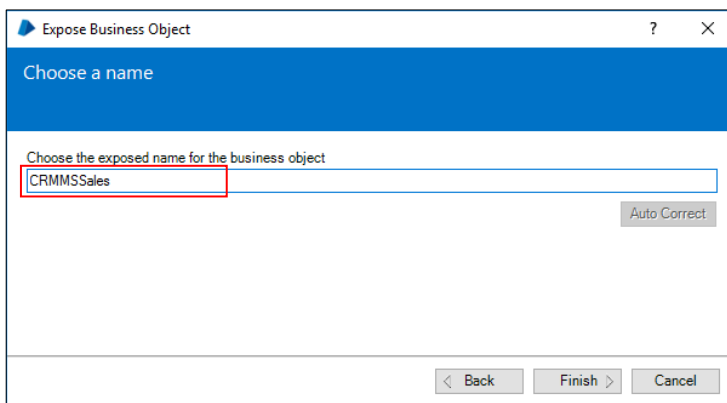 Expose Business Object
Choose a name
Choose the exposed name for the business object
CRMMSSales
Auto Correct
Back Finish Cancel